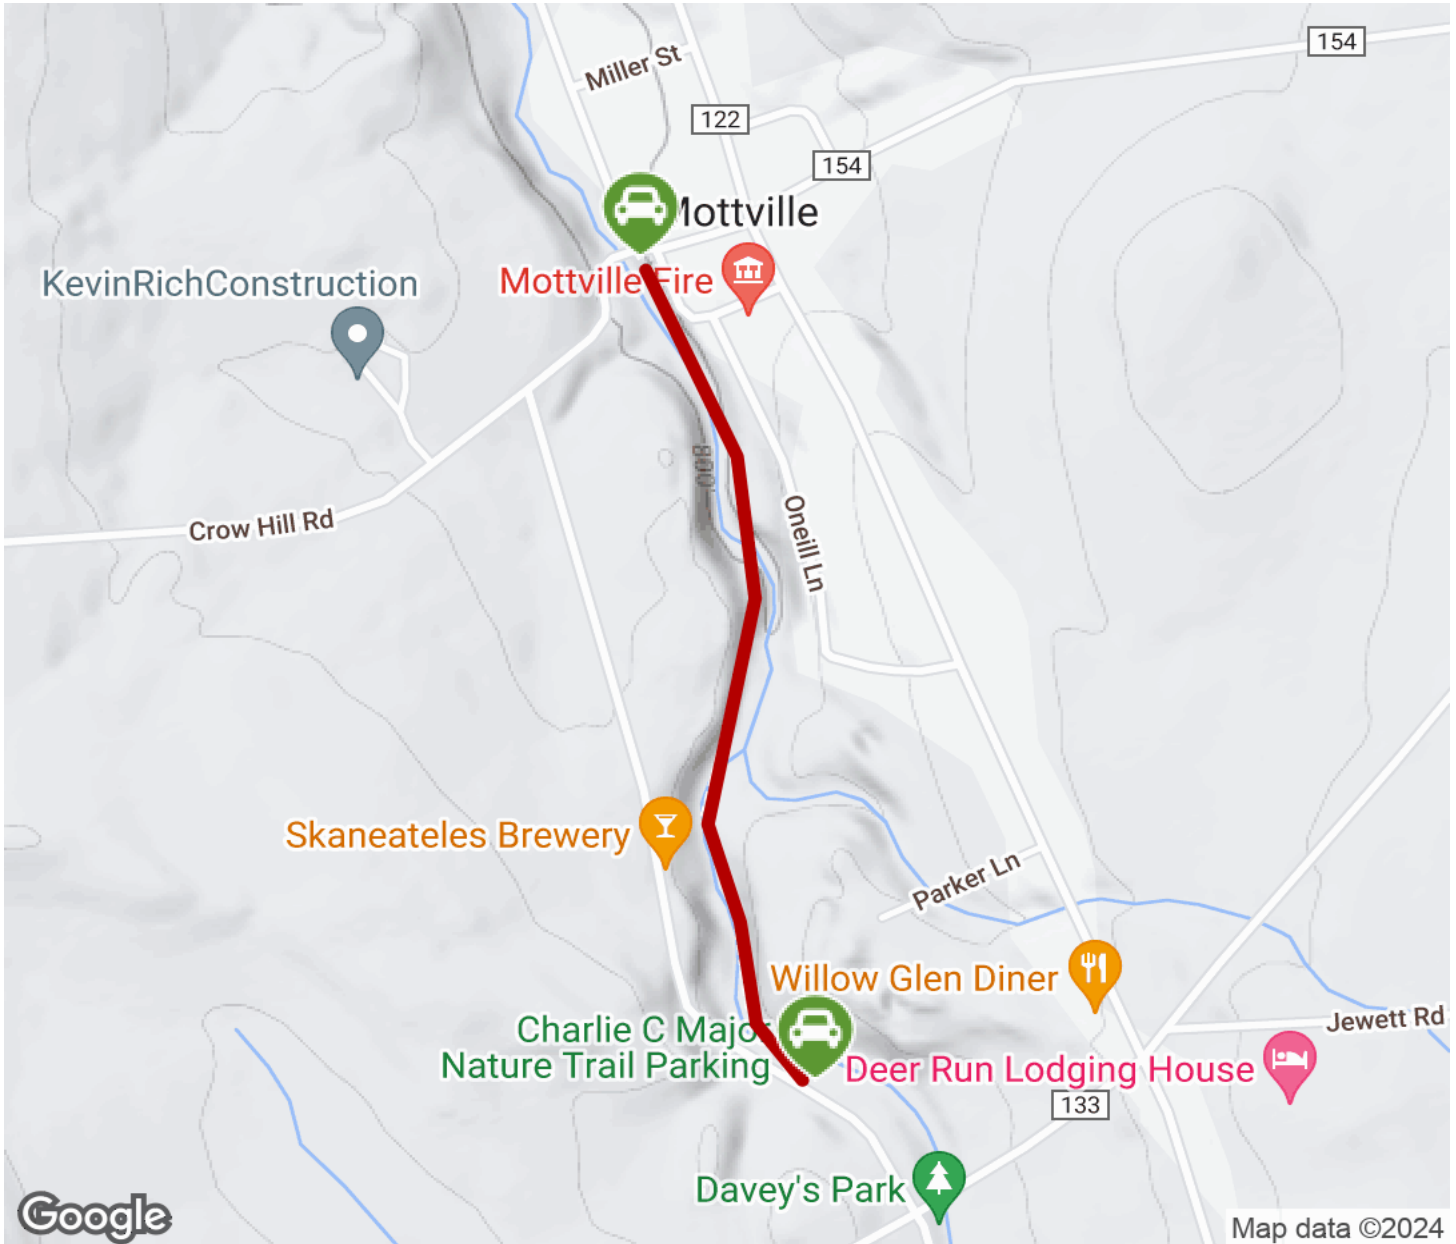 154
Miller St
122
154
Mottville
Mottville Fire
KevinRichConstruction
800
Crow Hill Rd
Oneill Ln
Skaneateles Brewery
Parker Ln
Willow Glen Diner
Charlie C Major
Nature Trail Parking
Jewett Rd
Deer Run Lodging House
133
Davey's Park
Google
Map data ©2024